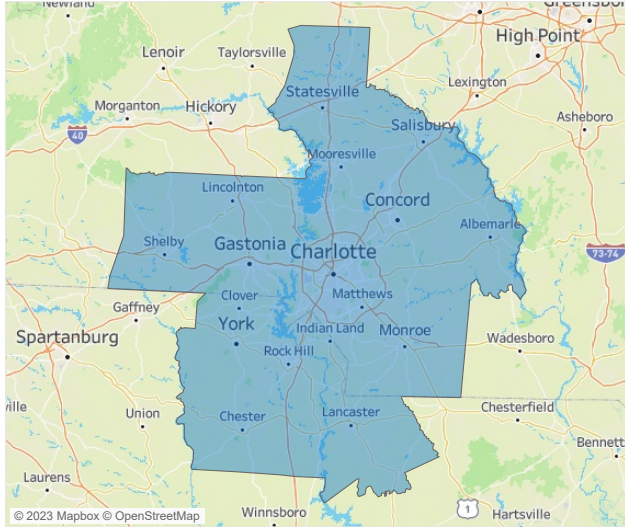 Newland
Greensboro
High Point
Lenoir
Taylorsville
Lexington
Statesville
Morganton
Hickory
Asheboro
Salisbury
40
Mooresville
Lincolnton
Concord
Albemarle
Shelby
Gastonia
Charlotte
73-74
Clover
Matthews
Gaffney
York
Indian Land
Monroe
Spartanburg
Rock Hill
Wadesboro
ville
Union
Chester
Lancaster
Chesterfield
Bennett
Laurens
1
Winnsboro
Hartsville
© 2023 Mapbox © OpenStreetMap